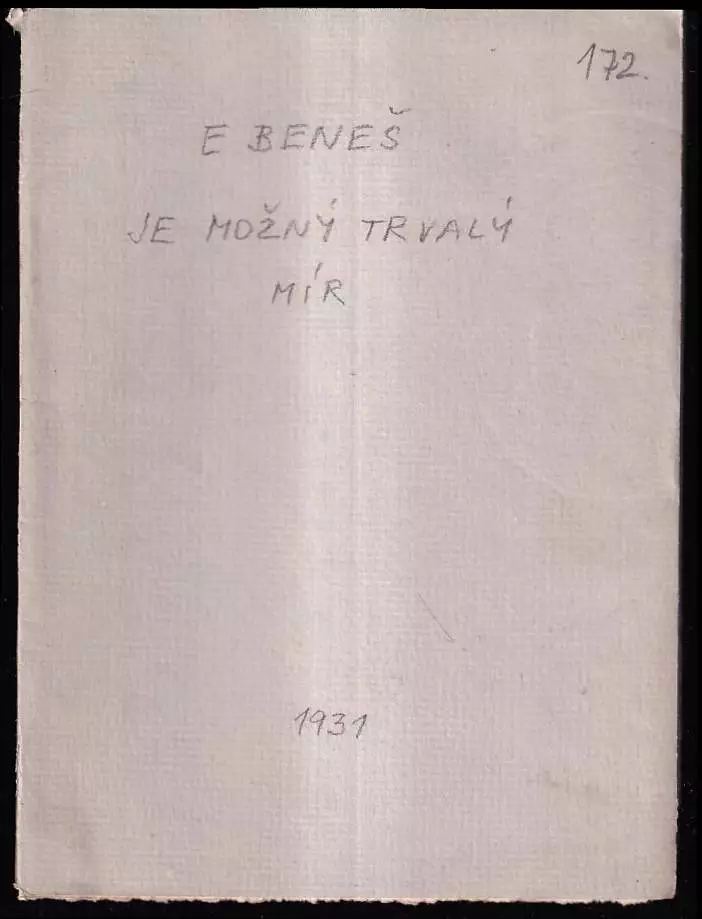 172.
E BENEŠ
JE MOŽNÝ TRVALÝ
MÍR
1931